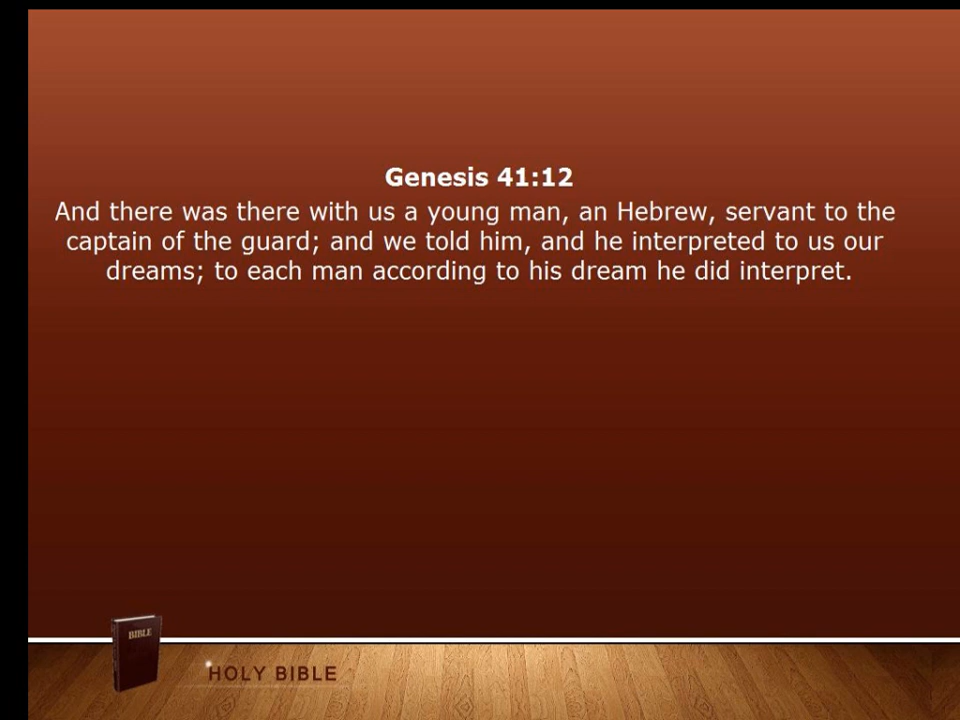 Genesis 41:12
And there was there with us a young man, an Hebrew, servant to the
captain of the guard; and we told him, and he interpreted to us our
dreams; to each man according to his dream he did interpret.
BIBLE
HOLY BIBLE